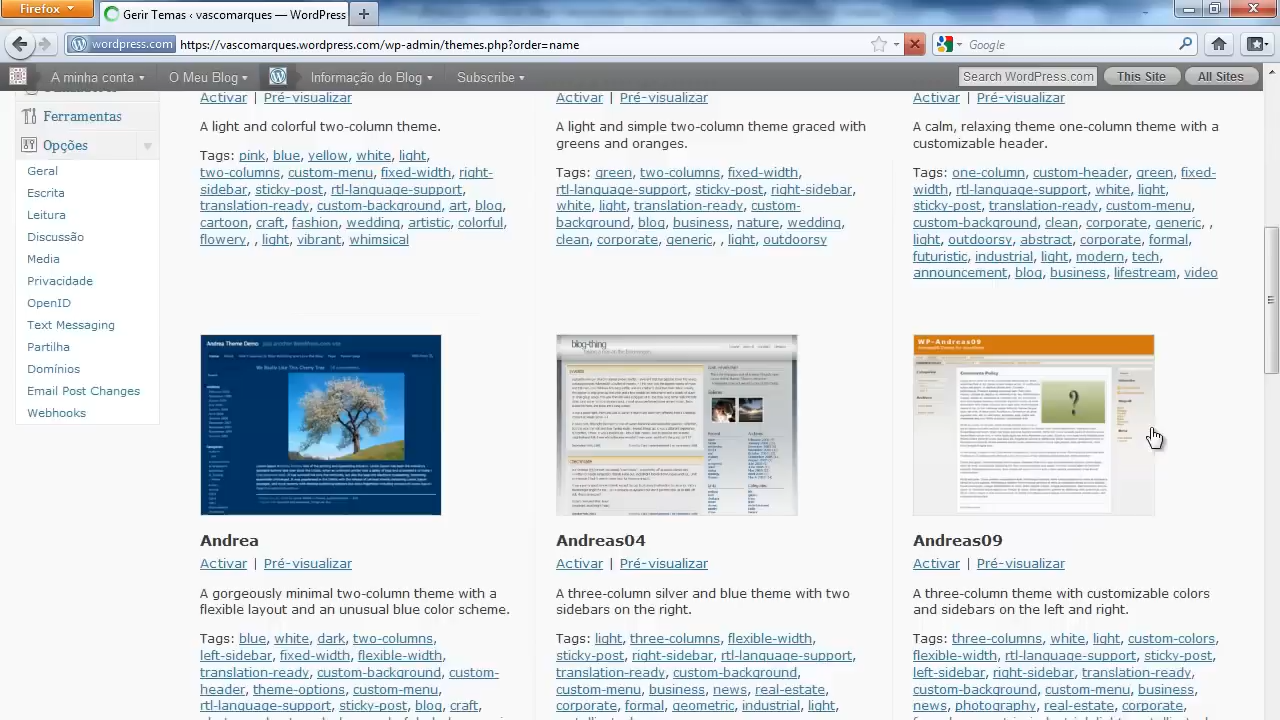 Firefox
Gerir Temas ‹ vascomarques — WordPress
wordpress.com https://vascomarques.wordpress.com/wp-admin/themes.php?order=name
Google
A minha conta O Meu Blog Informação do Blog Subscribe Search WordPress.com This Site All Sites
Ferramentas
Opções
Geral
Escrita
Leitura
Discussão
Media
Privacidade
OpenID
Text Messaging
Partilha
Domínios
Email Post Changes
Webhooks
Activar | Pré-visualizar
A light and colorful two-column theme.
Tags: pink, blue, yellow, white, light,
two-columns, custom-menu, fixed-width, right-
sidebar, sticky-post, rtl-language-support,
translation-ready, custom-background, art, blog,
cartoon, craft, fashion, wedding, artistic, colorful,
flowery, , light, vibrant, whimsical
Activar | Pré-visualizar
A light and simple two-column theme graced with
greens and oranges.
Tags: green, two-columns, fixed-width,
rtl-language-support, sticky-post, right-sidebar,
white, light, translation-ready, custom-
background, blog, business, nature, wedding,
clean, corporate, generic, , light, outdoorsy
Activar | Pré-visualizar
A calm, relaxing theme one-column theme with a
customizable header.
Tags: one-column, custom-header, green, fixed-
width, rtl-language-support, white, light,
sticky-post, translation-ready, custom-menu,
custom-background, clean, corporate, generic, ,
light, outdoorsy, abstract, corporate, formal,
futuristic, industrial, light, modern, tech,
announcement, blog, business, lifestream, video
Andrea Theme Demo
blog-thing
WP-Andreas09
Andrea
Activar | Pré-visualizar
A gorgeously minimal two-column theme with a
flexible layout and an unusual blue color scheme.
Tags: blue, white, dark, two-columns,
left-sidebar, fixed-width, flexible-width,
translation-ready, custom-background, custom-
header, theme-options, custom-menu,
rtl-language-support, sticky-post, blog, craft,
Andreas04
Activar | Pré-visualizar
A three-column silver and blue theme with two
sidebars on the right.
Tags: light, three-columns, flexible-width,
sticky-post, right-sidebar, rtl-language-support,
translation-ready, custom-background,
custom-menu, business, news, real-estate,
corporate, formal, geometric, industrial, light,
Andreas09
Activar | Pré-visualizar
A three-column theme with customizable colors
and sidebars on the left and right.
Tags: three-columns, white, light, custom-colors,
flexible-width, rtl-language-support, sticky-post,
left-sidebar, right-sidebar, translation-ready,
custom-background, custom-menu, business,
news, photography, real-estate, corporate,